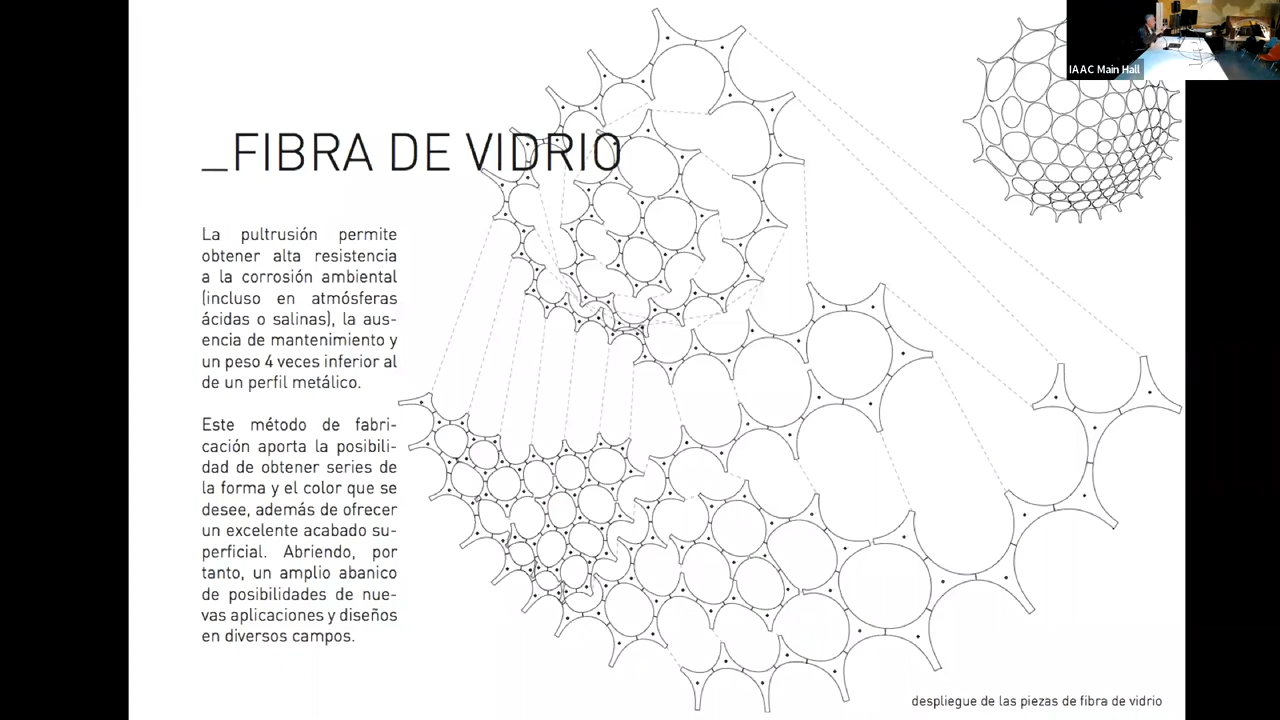 IAAC Main Hall
_FIBRA DE VIDRIO
La pultrusión permite
obtener alta resistencia
a la corrosión ambiental
(incluso en atmósferas
ácidas o salinas), la aus-
encia de mantenimiento y
un peso 4 veces inferior al
de un perfil metálico.
Este método de fabri-
cación aporta la posibili-
dad de obtener series de
la forma y el color que se
desee, además de ofrecer
un excelente acabado su-
perficial. Abriendo, por
tanto, un amplio abanico
de posibilidades de nue-
vas aplicaciones y diseños
en diversos campos.
despliegue de las piezas de fibra de vidrio